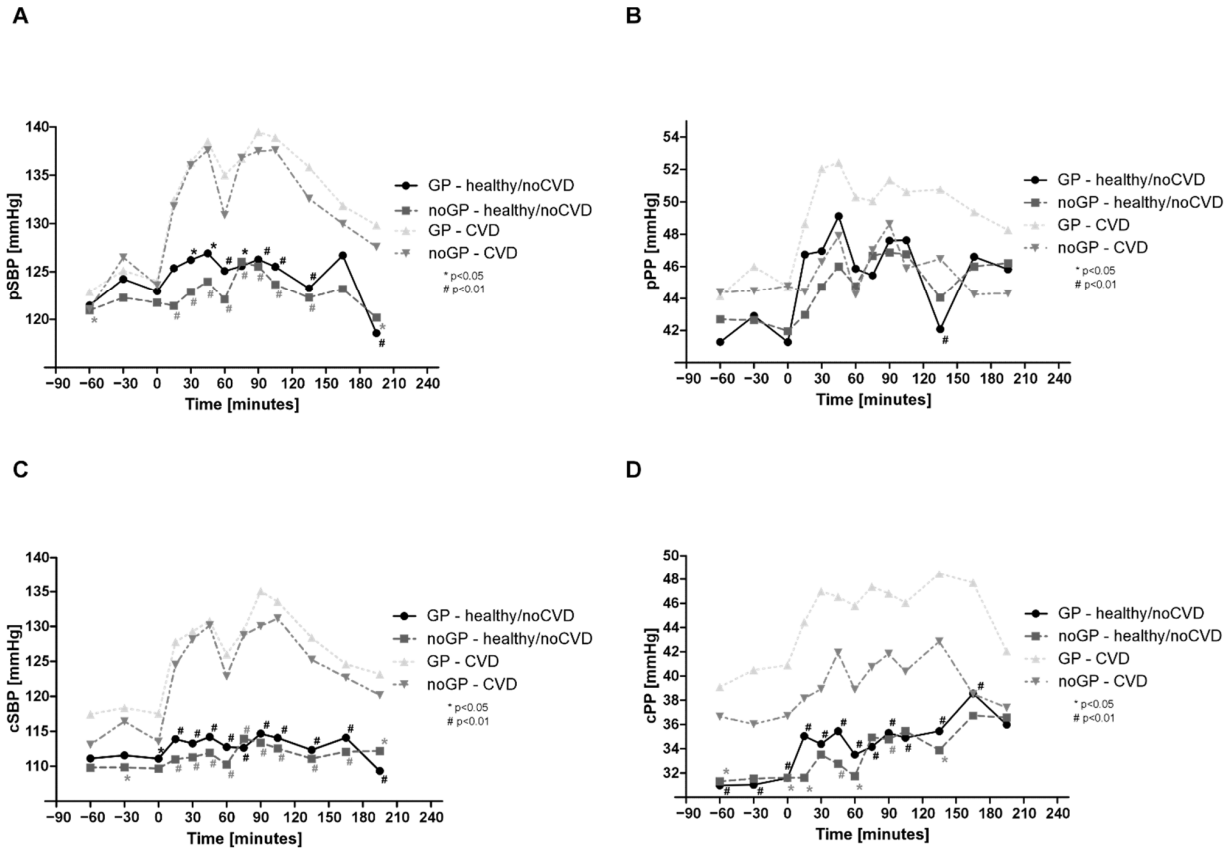 A
pSBP [mmHg]
140
135
130
125
120
−90 −60 −30 0 30 60 90 120 150 180 210 240
Time [minutes]
GP - healthy/noCVD
noGP - healthy/noCVD
GP - CVD
noGP - CVD
* p<0.05
# p<0.01
B
pPP [mmHg]
54
52
50
48
46
44
42
−90 −60 −30 0 30 60 90 120 150 180 210 240
Time [minutes]
GP - healthy/noCVD
noGP - healthy/noCVD
GP - CVD
noGP - CVD
* p<0.05
# p<0.01
C
cSBP [mmHg]
140
135
130
125
120
115
110
−90 −60 −30 0 30 60 90 120 150 180 210 240
Time [minutes]
GP - healthy/noCVD
noGP - healthy/noCVD
GP - CVD
noGP - CVD
* p<0.05
# p<0.01
D
cPP [mmHg]
50
48
46
44
42
40
38
36
34
32
−90 −60 −30 0 30 60 90 120 150 180 210 240
Time [minutes]
GP - healthy/noCVD
noGP - healthy/noCVD
GP - CVD
noGP - CVD
* p<0.05
# p<0.01